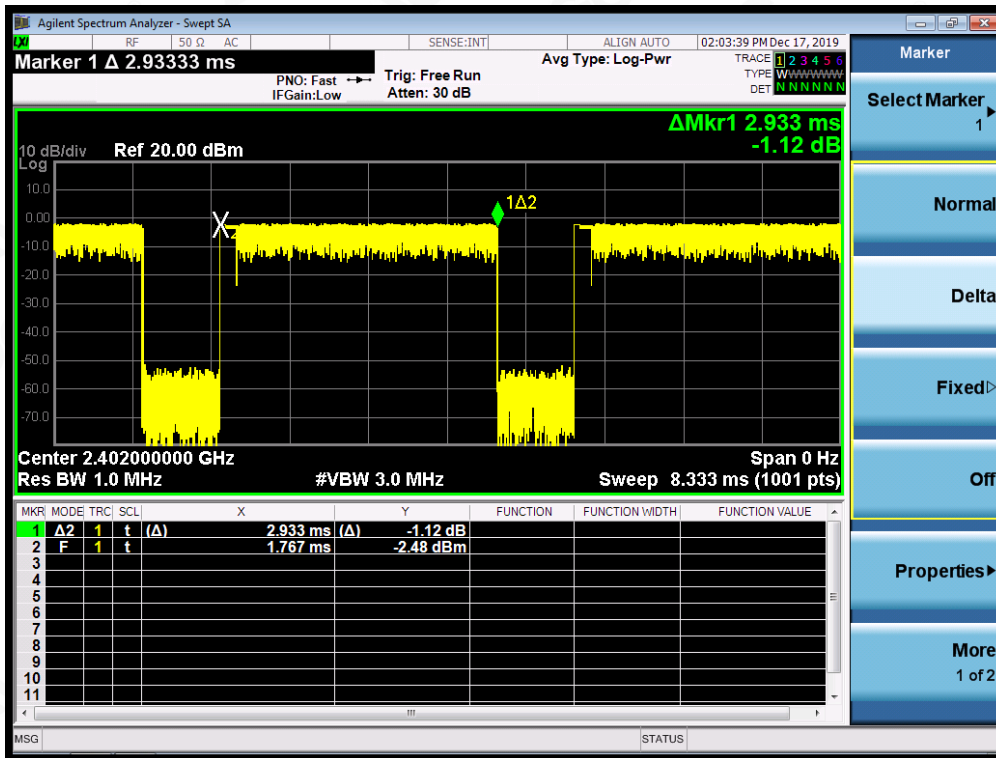 Agilent Spectrum Analyzer - Swept SA
LXI RF 50 Ω AC SENSE:INT ALIGN AUTO 02:03:39 PM Dec 17, 2019
Marker 1 Δ 2.93333 ms
PNO: Fast
IFGain:Low
Trig: Free Run
Atten: 30 dB
Avg Type: Log-Pwr
TRACE 1 2 3 4 5 6
TYPE WWWWWWW
DET N N N N N N
ΔMkr1 2.933 ms
-1.12 dB
10 dB/div Ref 20.00 dBm
Log
10.0
0.00
-10.0
-20.0
-30.0
-40.0
-50.0
-60.0
-70.0
1Δ2
2
Center 2.402000000 GHz Span 0 Hz
Res BW 1.0 MHz #VBW 3.0 MHz Sweep 8.333 ms (1001 pts)
MKR MODE TRC SCL X Y FUNCTION FUNCTION WIDTH FUNCTION VALUE
1 Δ2 1 t (Δ) 2.933 ms (Δ) -1.12 dB
2 F 1 t 1.767 ms -2.48 dBm
3
4
5
6
7
8
9
10
11
MSG STATUS
Marker
Select Marker
1
Normal
Delta
Fixed
Off
Properties
More
1 of 2